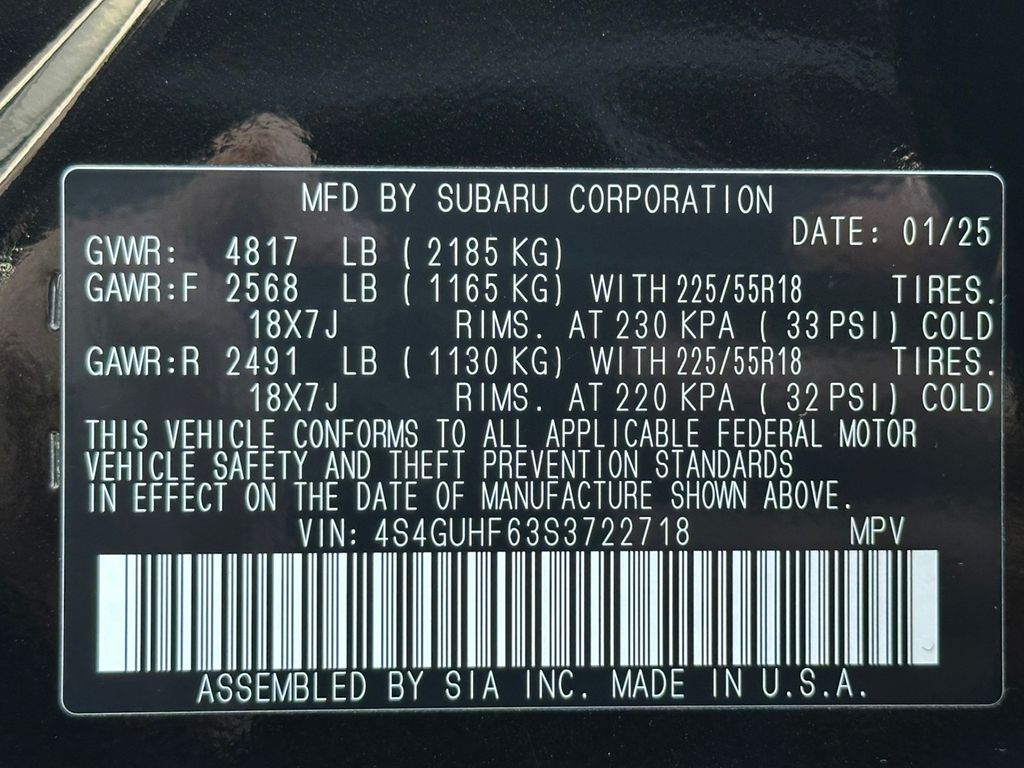 MFD BY SUBARU CORPORATION
DATE: 01/25
GVWR: 4817 LB ( 2185 KG)
GAWR:F 2568 LB ( 1165 KG) WITH 225/55R18 TIRES.
18X7J RIMS. AT 230 KPA ( 33 PSI) COLD
GAWR:R 2491 LB ( 1130 KG) WITH 225/55R18 TIRES.
18X7J RIMS. AT 220 KPA ( 32 PSI) COLD
THIS VEHICLE CONFORMS TO ALL APPLICABLE FEDERAL MOTOR
VEHICLE SAFETY AND THEFT PREVENTION STANDARDS
IN EFFECT ON THE DATE OF MANUFACTURE SHOWN ABOVE.
VIN: 4S4GUHF63S3722718 MPV
ASSEMBLED BY SIA INC. MADE IN U.S.A.